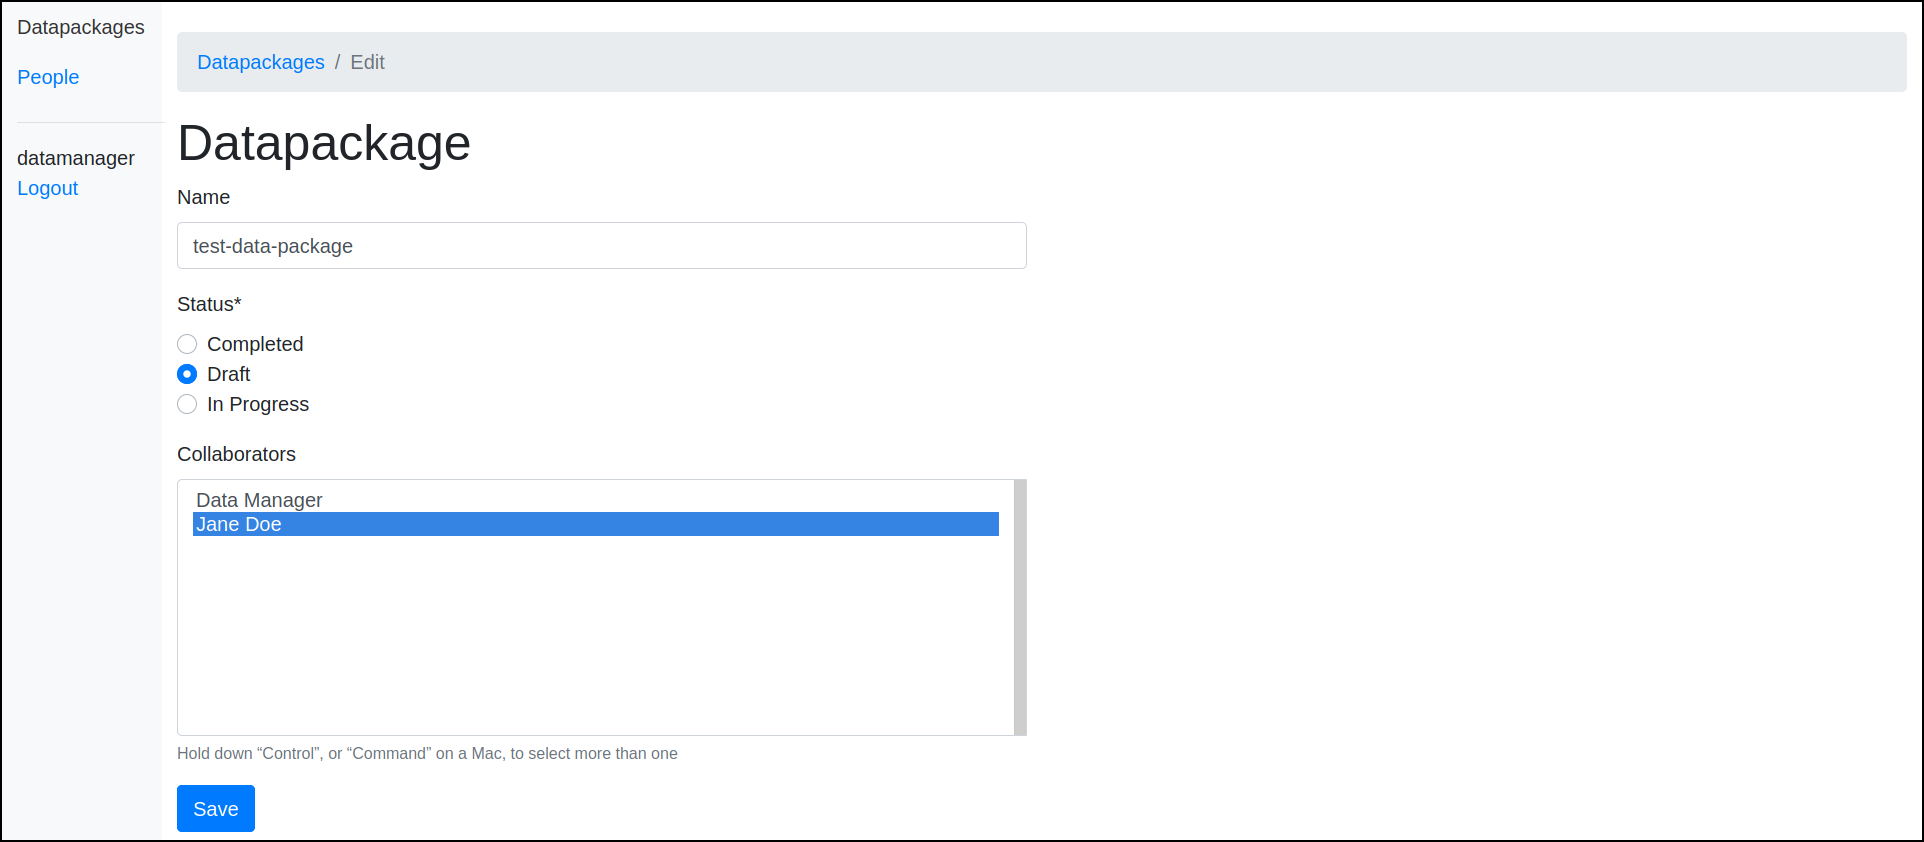 Datapackages
People
datamanager
Logout
Datapackages / Edit
Datapackage
Name
test-data-package
Status*
Completed
Draft
In Progress
Collaborators
Data Manager
Jane Doe
Hold down “Control”, or “Command” on a Mac, to select more than one
Save